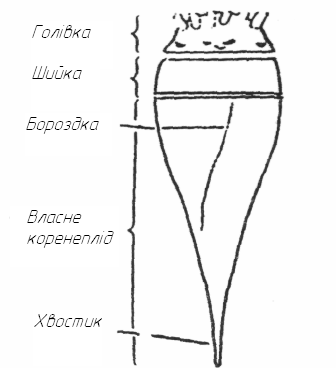 Голівка
Шийка
Бороздка
Власне
коренеплід
Хвостик